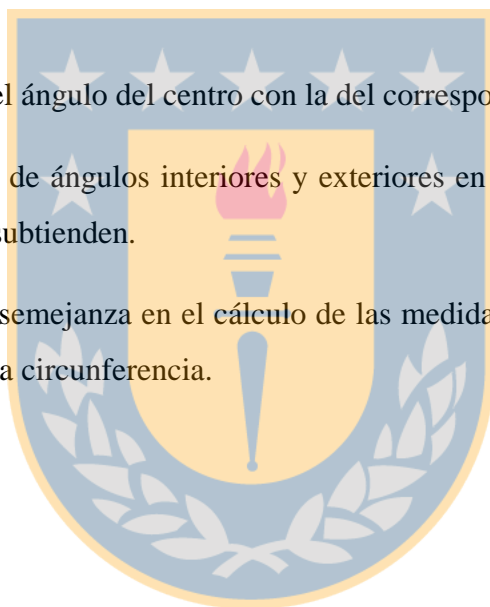 el ángulo del centro con la del correspo
de ángulos interiores y exteriores en
subtienden.
semejanza en el cálculo de las medida
a circunferencia.